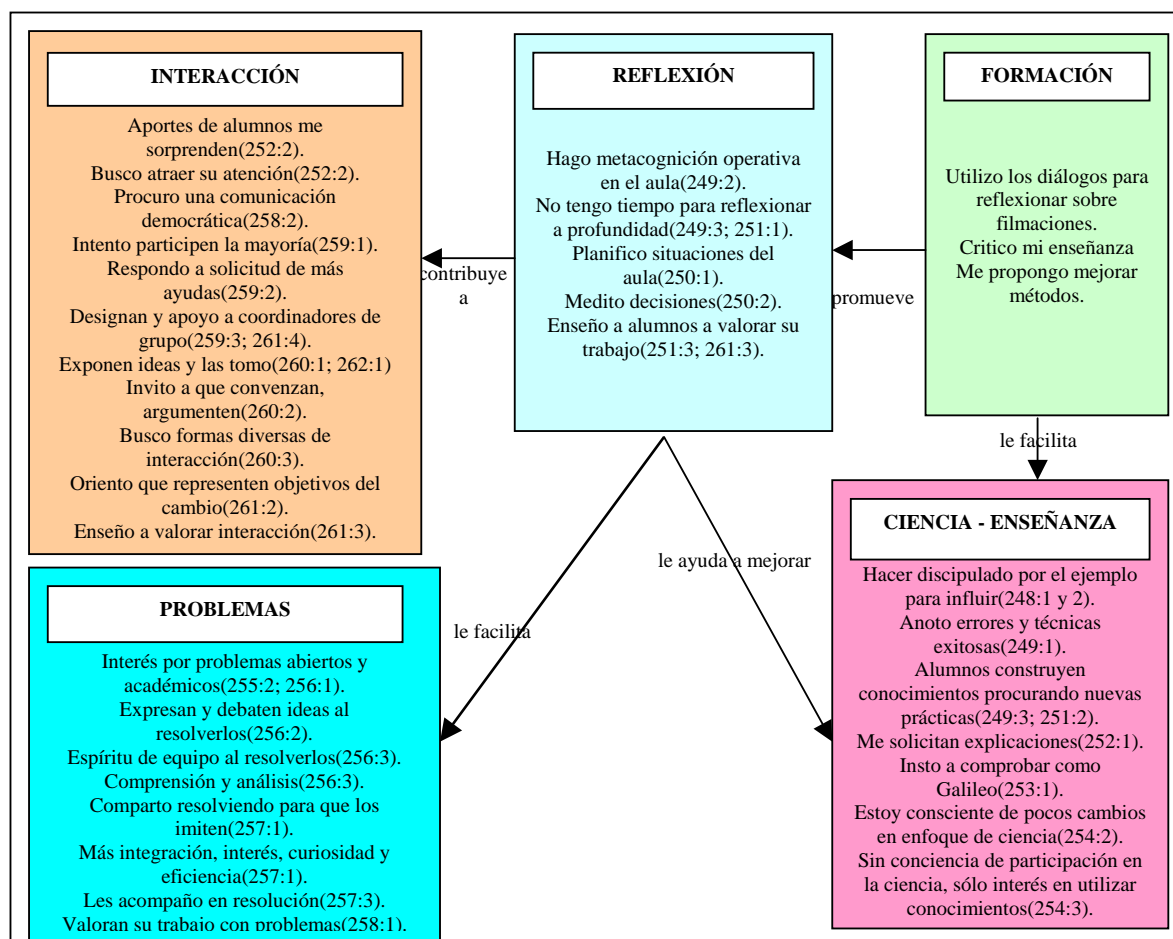 INTERACCIÓN
Aportes de alumnos me
sorprenden(252:2).
Busco atraer su atención(252:2).
Procuro una comunicación
democrática(258:2).
Intento participen la mayoría(259:1).
Respondo a solicitud de más
ayudas(259:2).
Designan y apoyo a coordinadores de
grupo(259:3; 261:4).
Exponen ideas y las tomo(260:1; 262:1)
Invito a que convenzan,
argumenten(260:2).
Busco formas diversas de
interacción(260:3).
Oriento que representen objetivos del
cambio(261:2).
Enseño a valorar interacción(261:3).
contribuye
a
REFLEXIÓN
Hago metacognición operativa
en el aula(249:2).
No tengo tiempo para reflexionar
a profundidad(249:3; 251:1).
Planifico situaciones del
aula(250:1).
Medito decisiones(250:2).
Enseño a alumnos a valorar su
trabajo(251:3; 261:3).
promueve
FORMACIÓN
Utilizo los diálogos para
reflexionar sobre
filmaciones.
Critico mi enseñanza
Me propongo mejorar
métodos.
le facilita
le ayuda a mejorar
le facilita
PROBLEMAS
Interés por problemas abiertos y
académicos(255:2; 256:1).
Expresan y debaten ideas al
resolverlos(256:2).
Espíritu de equipo al resolverlos(256:3).
Comprensión y análisis(256:3).
Comparto resolviendo para que los
imiten(257:1).
Más integración, interés, curiosidad y
eficiencia(257:1).
Les acompaño en resolución(257:3).
Valoran su trabajo con problemas(258:1).
CIENCIA - ENSEÑANZA
Hacer discipulado por el ejemplo
para influir(248:1 y 2).
Anoto errores y técnicas
exitosas(249:1).
Alumnos construyen
conocimientos procurando nuevas
prácticas(249:3; 251:2).
Me solicitan explicaciones(252:1).
Insto a comprobar como
Galileo(253:1).
Estoy consciente de pocos cambios
en enfoque de ciencia(254:2).
Sin conciencia de participación en
la ciencia, sólo interés en utilizar
conocimientos(254:3).